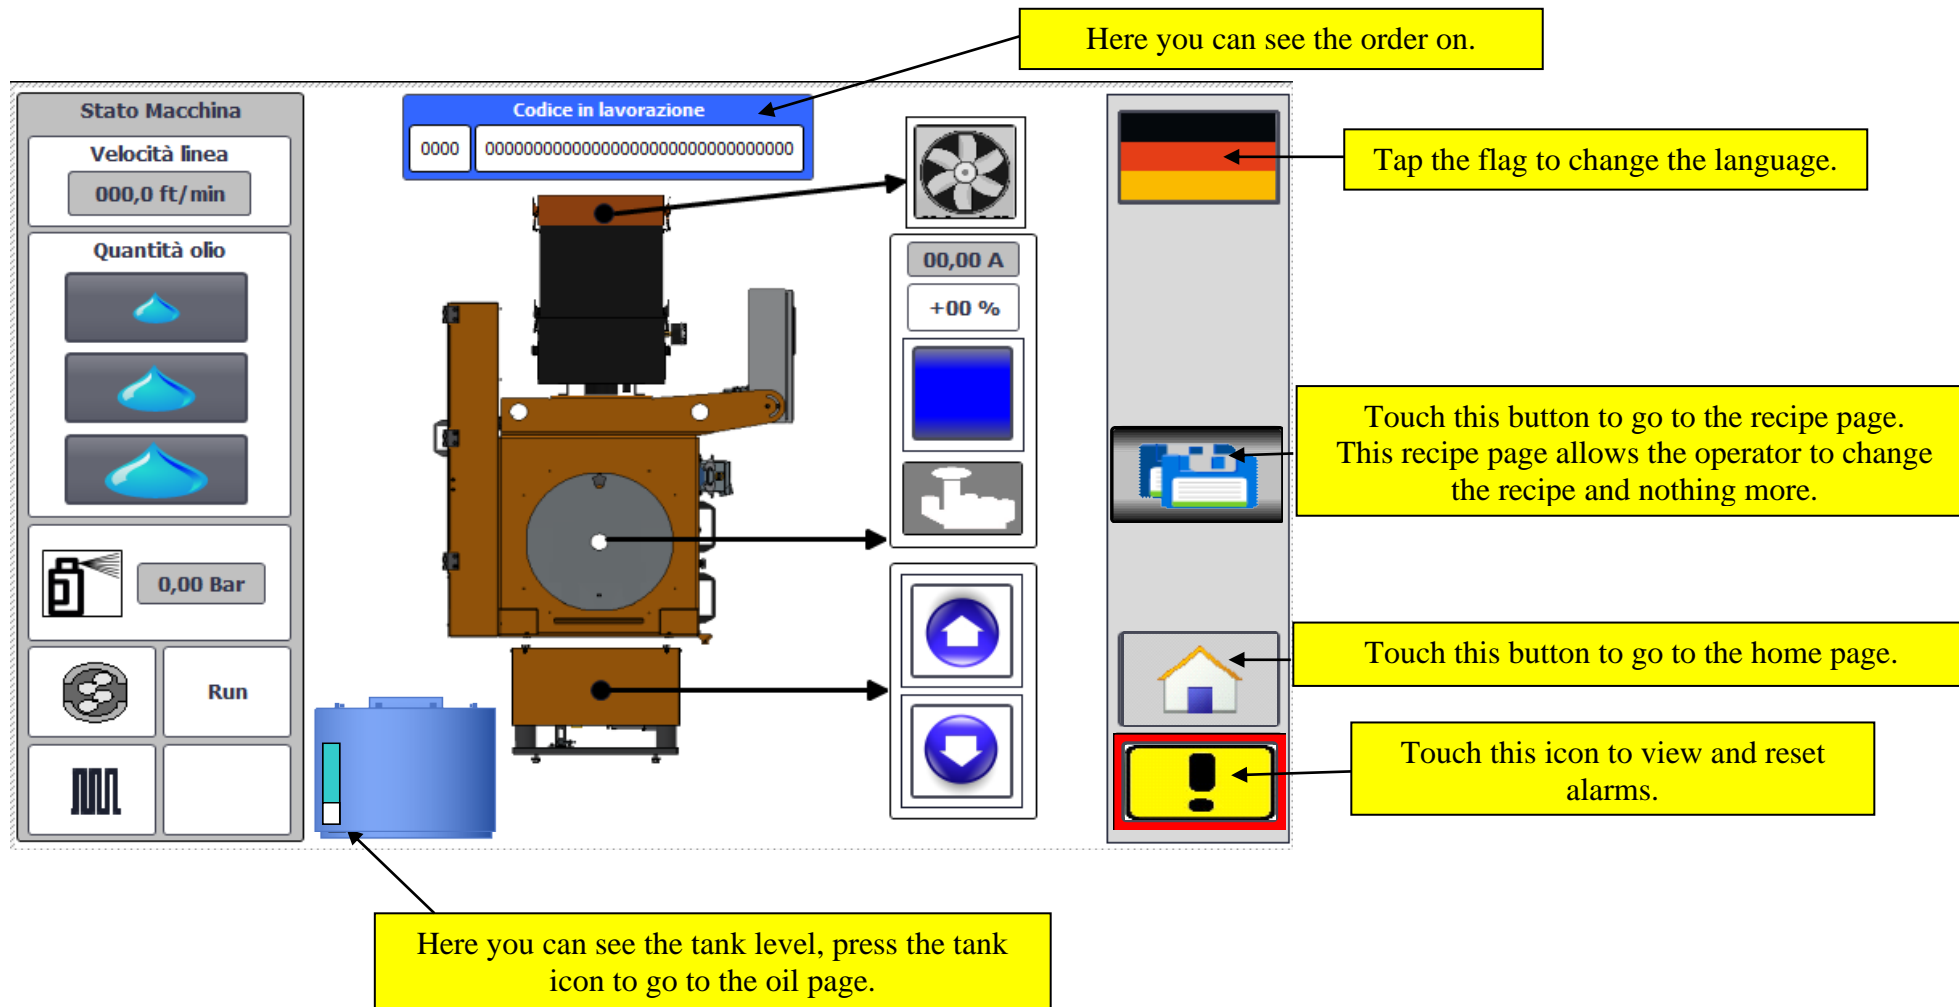 Here you can see the order on.
Stato Macchina
Velocità linea
000,0 ft/min
Quantità olio
0,00 Bar
Run
Codice in lavorazione
0000 00000000000000000000000000000000
00,00 A
+00 %
Tap the flag to change the language.
Touch this button to go to the recipe page.
This recipe page allows the operator to change
the recipe and nothing more.
Touch this button to go to the home page.
Touch this icon to view and reset
alarms.
Here you can see the tank level, press the tank
icon to go to the oil page.